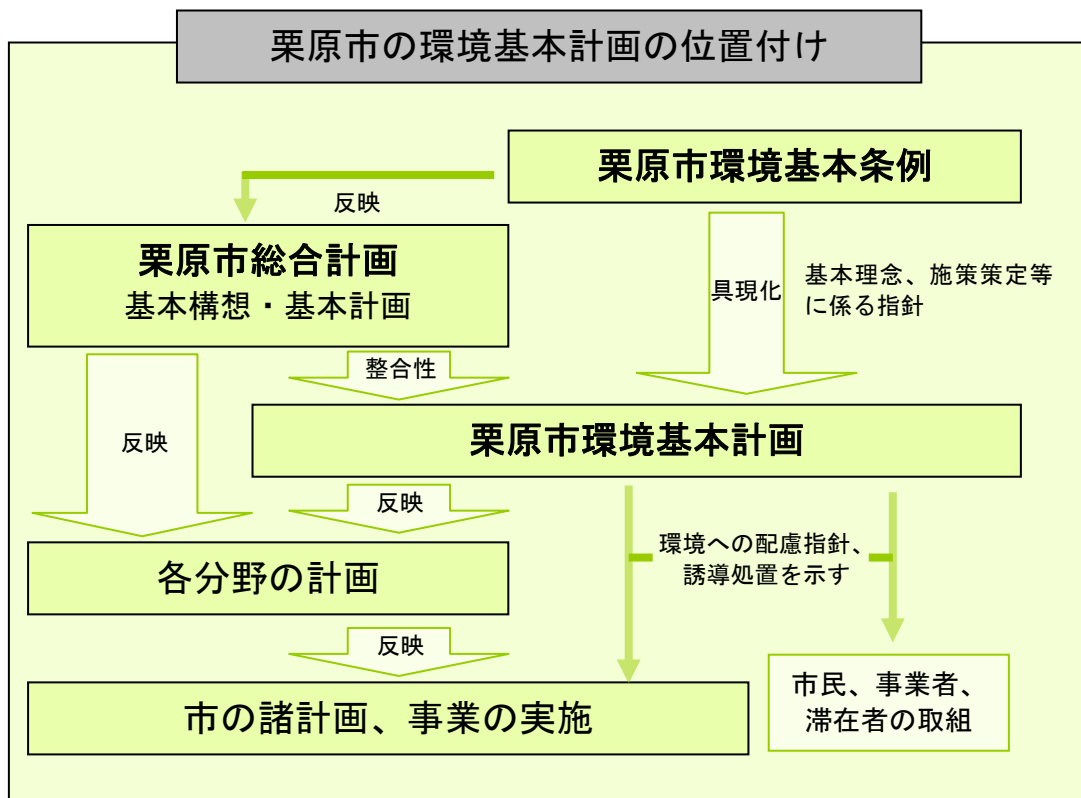 栗原市の環境基本計画の位置付け
栗原市環境基本条例
反映
栗原市総合計画
基本構想・基本計画
具現化
基本理念、施策策定等
に係る指針
整合性
反映
栗原市環境基本計画
反映
環境への配慮指針、
誘導処置を示す
各分野の計画
反映
市の諸計画、事業の実施
市民、事業者、
滞在者の取組